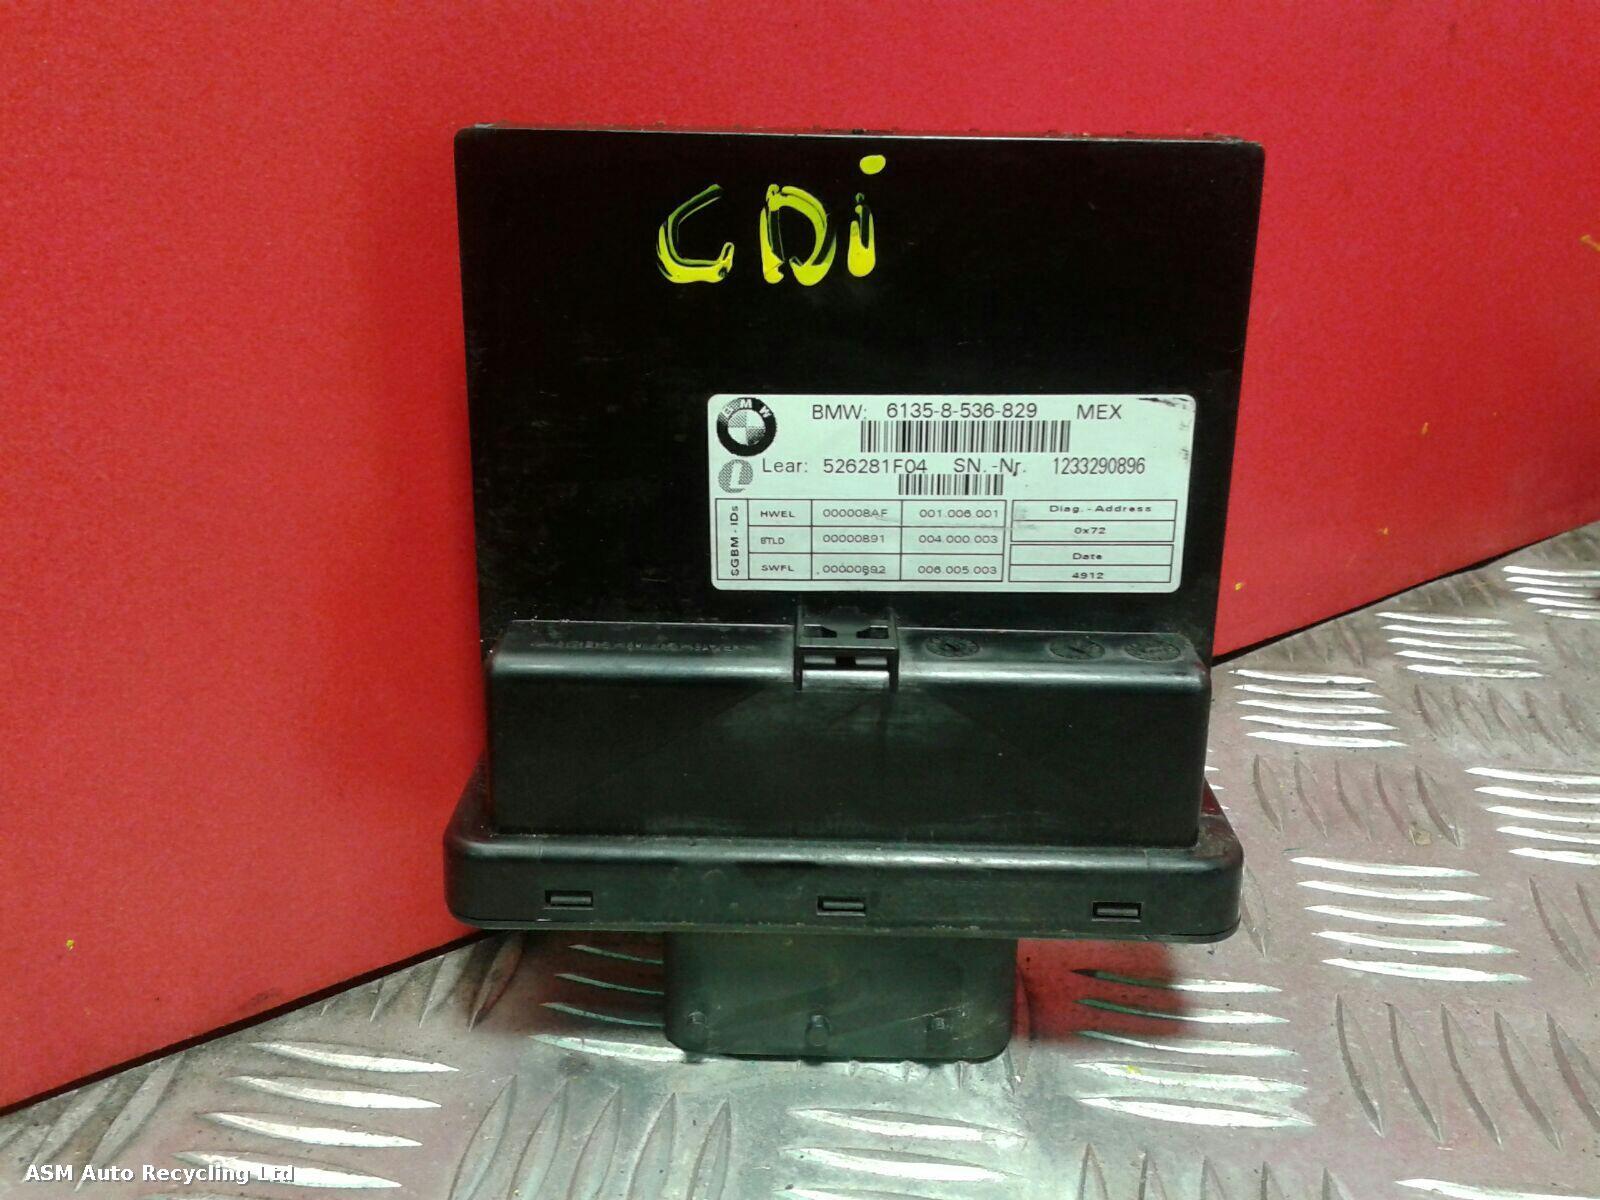 CDi
BMW
BMW: 6135-8-536-829 MEX
L Lear: 526281F04 SN.-Nr. 1233290896
SGBM-IDs
HWEL 000008AF 001.006.001
BTLD 00000891 004.000.003
SWFL 00000892 006.005.003
Diag.-Address
0x72
Date
4912
ASM Auto Recycling Ltd